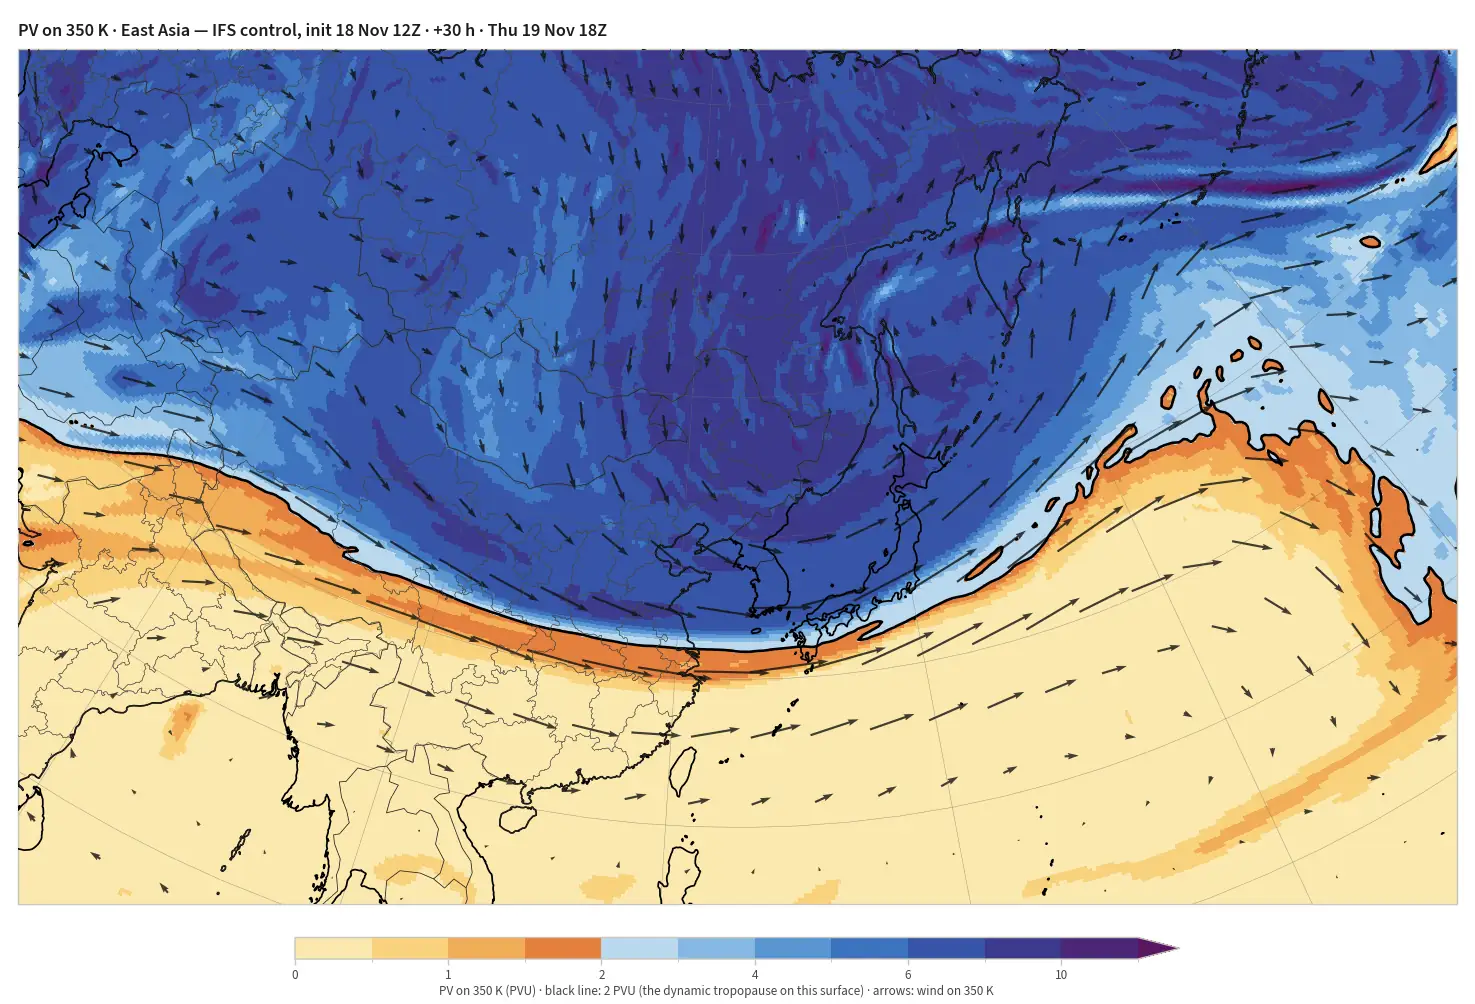 PV on 350 K · East Asia — IFS control, init 18 Nov 12Z · +30 h · Thu 19 Nov 18Z
0 1 2 4 6 10
PV on 350 K (PVU) · black line: 2 PVU (the dynamic tropopause on this surface) · arrows: wind on 350 K